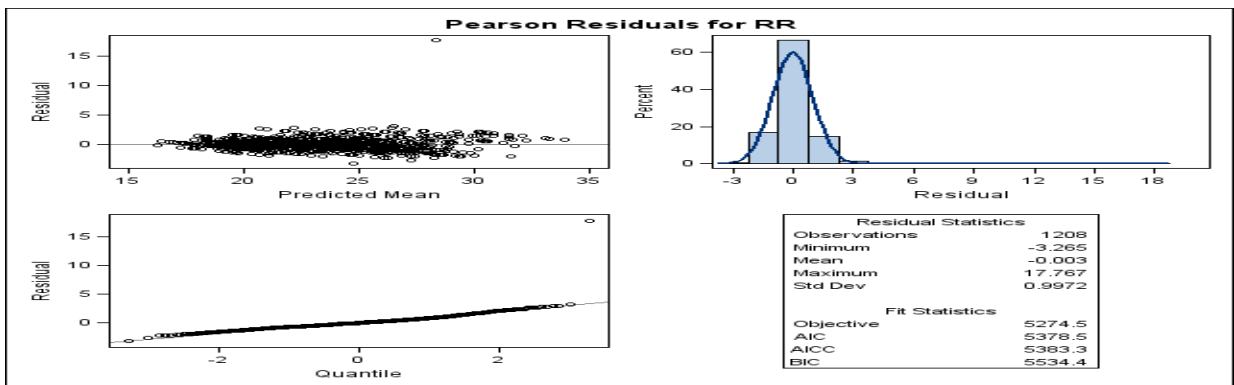 Pearson Residuals for RR
15
10
5
0
Residual
15 20 25 30 35
Predicted Mean
60
40
20
0
Percent
-3 0 3 6 9 12 15 18
Residual
15
10
5
0
Residual
-2 0 2
Quantile
Residual Statistics
Observations 1208
Minimum -3.265
Mean -0.003
Maximum 17.767
Std Dev 0.9972
Fit Statistics
Objective 5274.5
AIC 5378.5
AICC 5383.3
BIC 5534.4